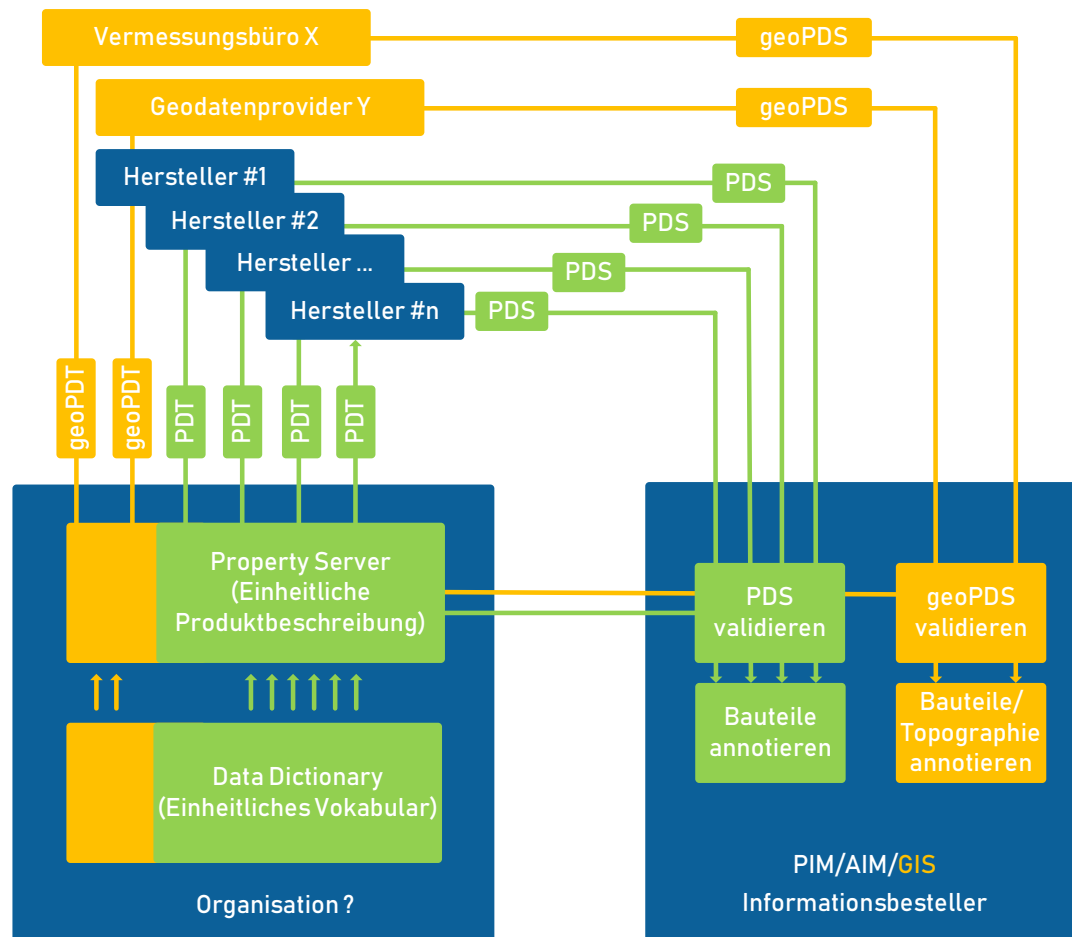 Vermessungsbüro X
geoPDS
Geodatenprovider Y
geoPDS
Hersteller #1
PDS
Hersteller #2
PDS
Hersteller ...
PDS
Hersteller #n
PDS
geoPDT
geoPDT
PDT
PDT
PDT
PDT
Property Server
(Einheitliche
Produktbeschreibung)
PDS
validieren
geoPDS
validieren
Data Dictionary
(Einheitliches Vokabular)
Bauteile
annotieren
Bauteile/
Topographie
annotieren
Organisation ?
PIM/AIM/GIS
Informationsbesteller